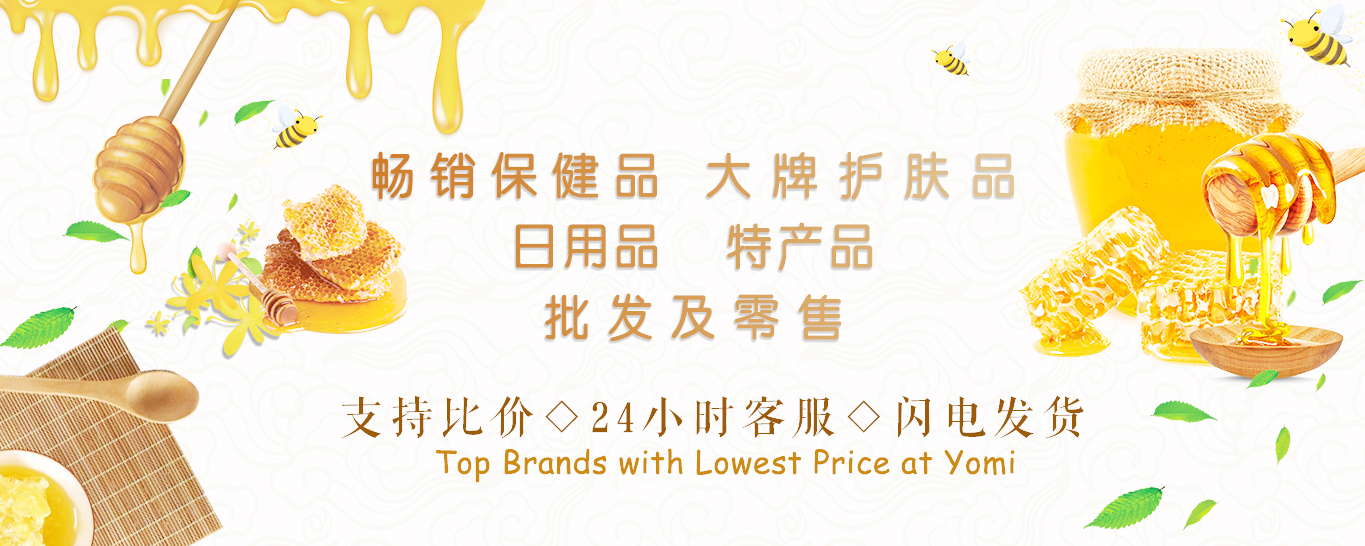 畅销保健品 大牌护肤品
日用品 特产品
批发及零售
支持比价◇24小时客服◇闪电发货
Top Brands with Lowest Price at Yomi